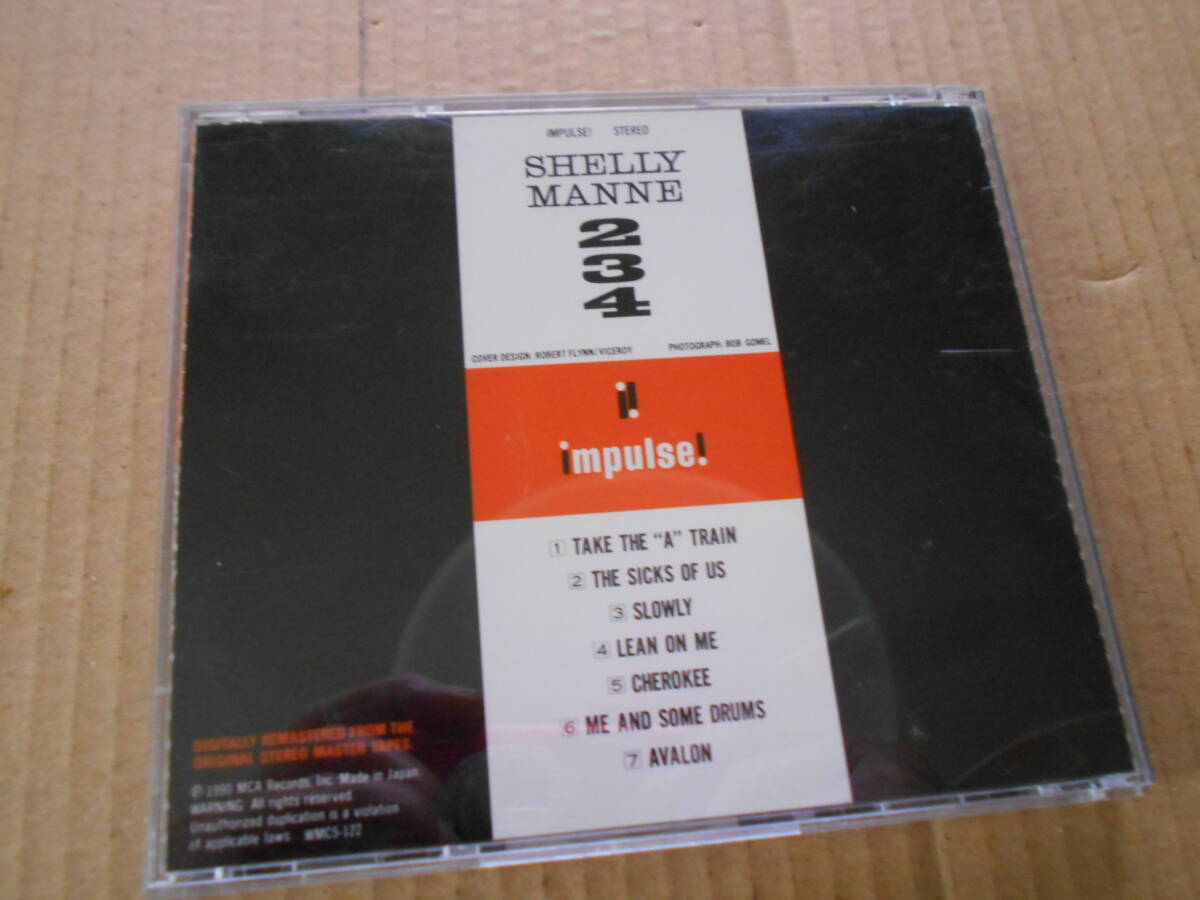 IMPULSE! STEREO
SHELLY
MANNE
2
3
4
COVER DESIGN: ROBERT FLYNN/VICEROY PHOTOGRAPH: BOB GOMEL
i!
impulse!
1 TAKE THE “A” TRAIN
2 THE SICKS OF US
3 SLOWLY
4 LEAN ON ME
5 CHEROKEE
6 ME AND SOME DRUMS
7 AVALON
DIGITALLY REMASTERED FROM THE
ORIGINAL STEREO MASTER TAPES.
℗ 1990 MCA Records, Inc. Made in Japan.
WARNING: All rights reserved.
Unauthorized duplication is a violation
of applicable laws. WMC5-122